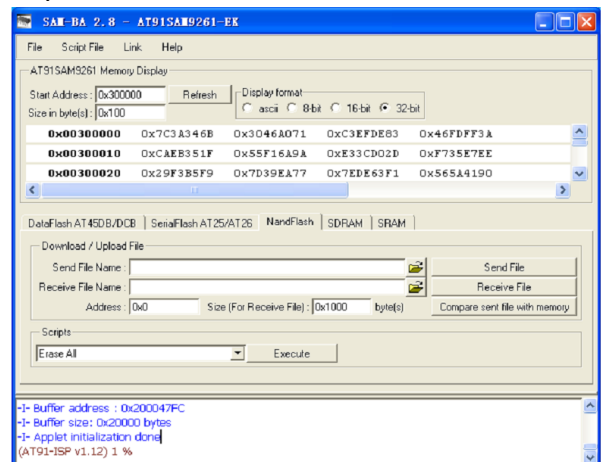 SAM-BA 2.8 - AT91SAM9261-EK
File Script File Link Help
AT91SAM9261 Memory Display
Start Address : 0x300000 Refresh Display format
Size in byte(s) : 0x100 ascii 8-bit 16-bit 32-bit
0x00300000 0x7C3A346B 0x3046A071 0xC3EFDE83 0x46FDFF3A
0x00300010 0xCAEB351F 0x55F16A9A 0xE33CD02D 0xF735E7EE
0x00300020 0x29F3B5F9 0x7D39EA77 0x7EDE63F1 0x565A4190
DataFlash AT45DB/DCB SerialFlash AT25/AT26 NandFlash SDRAM SRAM
Download / Upload File
Send File Name : Send File
Receive File Name : Receive File
Address : 0x0 Size (For Receive File) : 0x1000 byte(s) Compare sent file with memory
Scripts
Erase All Execute
-I- Buffer address : 0x200047FC
-I- Buffer size: 0x20000 bytes
-I- Applet initialization done
(AT91-ISP v1.12) 1 %